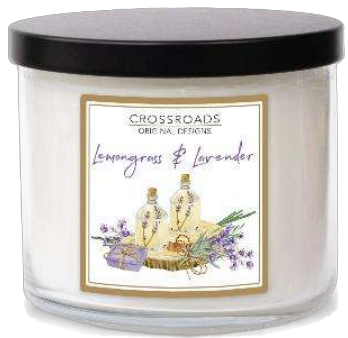 CROSSROADS
ORIGINAL DESIGNS
Lemongrass & Lavender